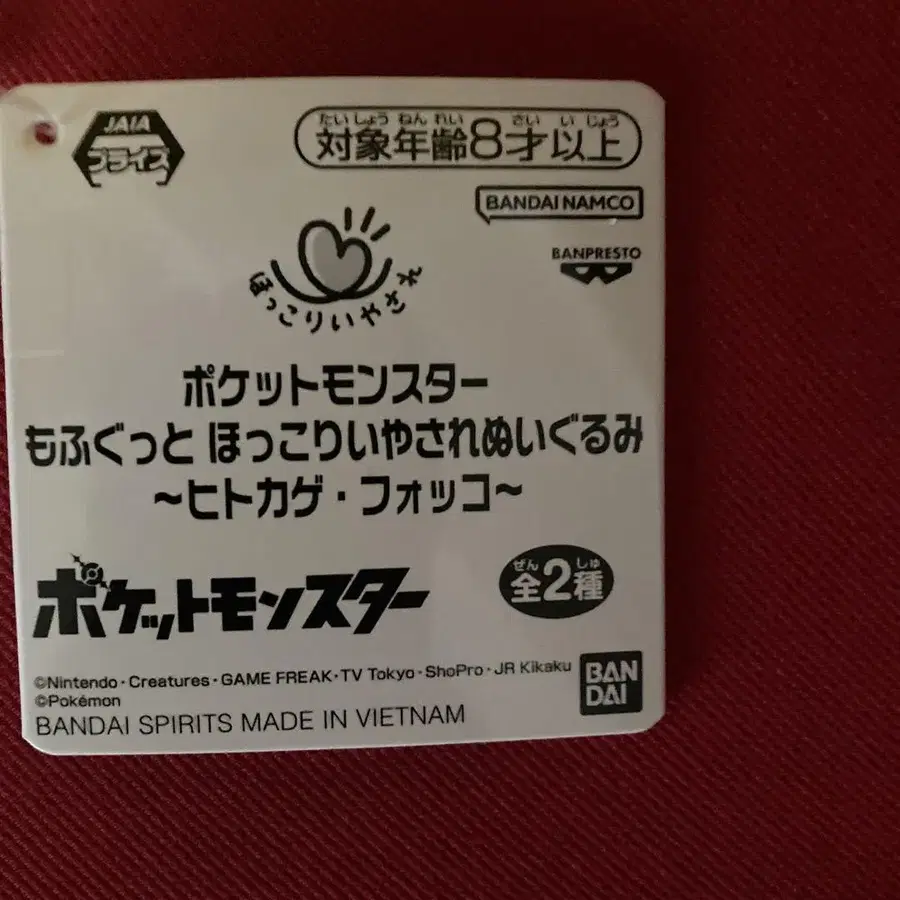 JAIA
プライズ
たいしょう ねん れい さい い じょう
対象年齢8才以上
BANDAI NAMCO
BANPRESTO
ほっこりいやされ
ポケットモンスター
もふぐっと ほっこりいやされぬいぐるみ
～ヒトカゲ・フォッコ～
ポケットモンスター
ぜん しゅ
全2種
©Nintendo・Creatures・GAME FREAK・TV Tokyo・ShoPro・JR Kikaku
©Pokémon
BANDAI SPIRITS MADE IN VIETNAM
BAN
DAI